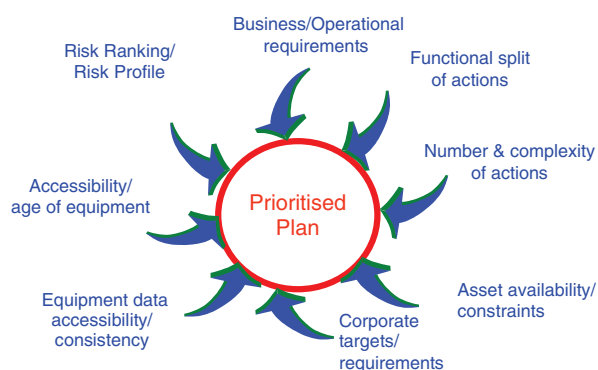 Business/Operational
requirements
Risk Ranking/
Risk Profile
Functional split
of actions
Number & complexity
of actions
Accessibility/
age of equipment
Prioritised
Plan
Equipment data
accessibility/
consistency
Asset availability/
constraints
Corporate
targets/
requirements